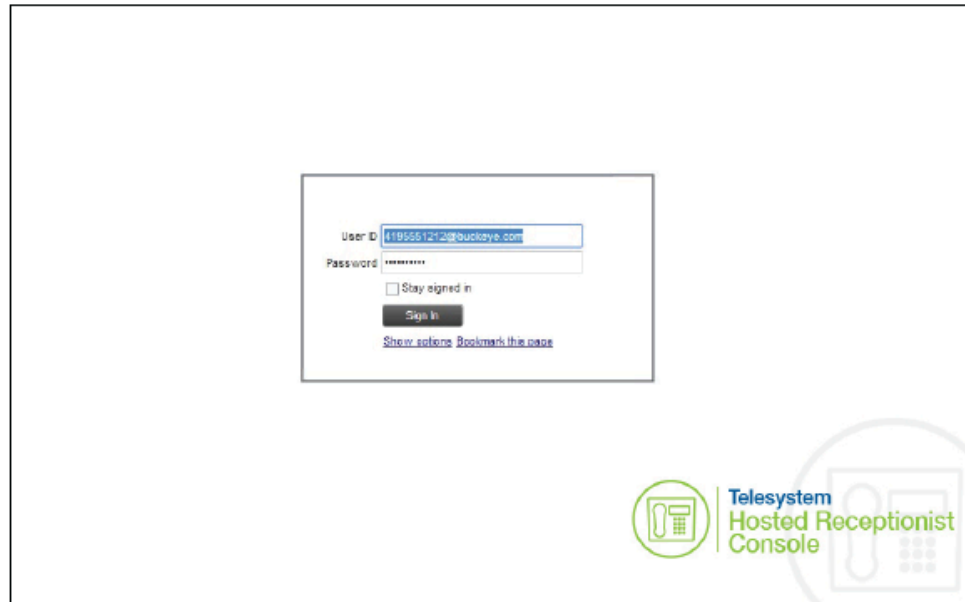 User ID 4195551212@buckeye.com
Password ••••••••••
Stay signed in
Sign In
Show options Bookmark this page
Telesystem
Hosted Receptionist
Console